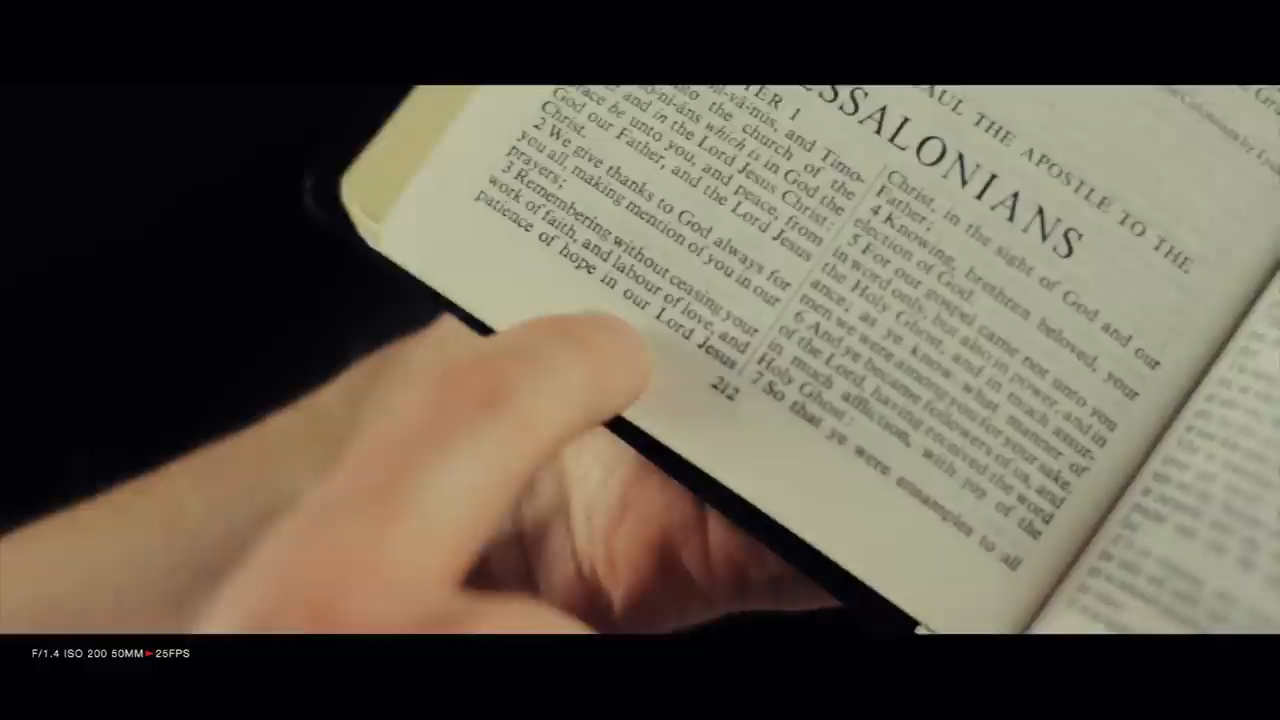 AUL THE APOSTLE TO THE
ESSALONIANS
TER 1
and Timo-
the church of the
which is in God the
and in the Lord Jesus Christ:
be unto you, and peace, from
God our Father, and the Lord Jesus
Christ.
2 We give thanks to God always for
you all, making mention of you in our
prayers;
3 Remembering without ceasing your
work of faith, and labour of love, and
patience of hope in our Lord Jesus
Christ, in the sight of God and our
Father;
4 Knowing, brethren beloved, your
election of God.
5 For our gospel came not unto you
in word only, but also in power, and in
the Holy Ghost, and in much assur-
ance; as ye know what manner of
men we were among you for your sake.
6 And ye became followers of us, and
of the Lord, having received the word
in much affliction, with joy of the
Holy Ghost:
7 So that ye were ensamples to all
212
F/1.4 ISO 200 50MM►25FPS